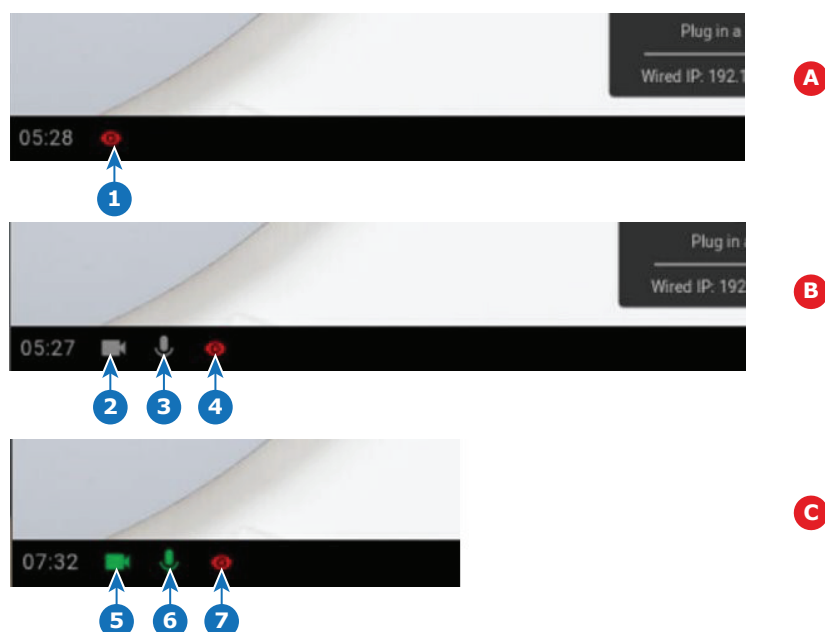 Plug in a
A
Wired IP: 192.1
05:28
1
Plug in
B
Wired IP: 192
05:27
2 3 4
C
07:32
5 6 7